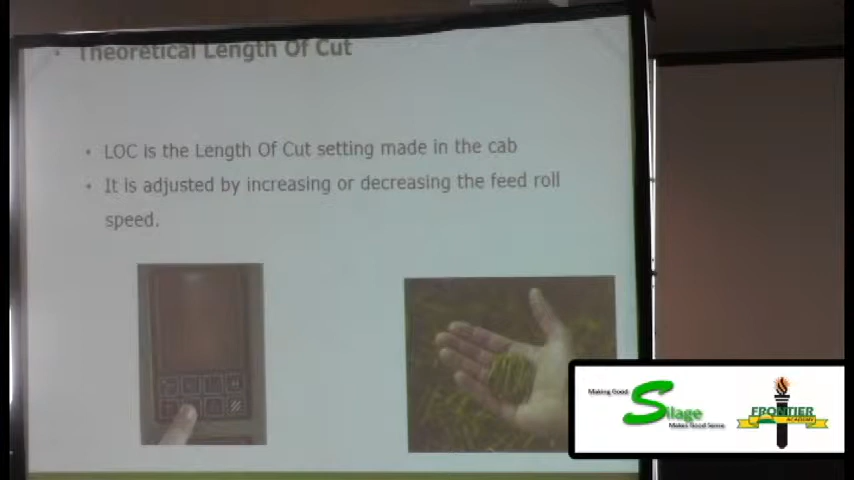 • Theoretical Length Of Cut
• LOC is the Length Of Cut setting made in the cab
• It is adjusted by increasing or decreasing the feed roll
speed.
Making Good
Silage
Makes Good Sense
FRONTIER
ACADEMY